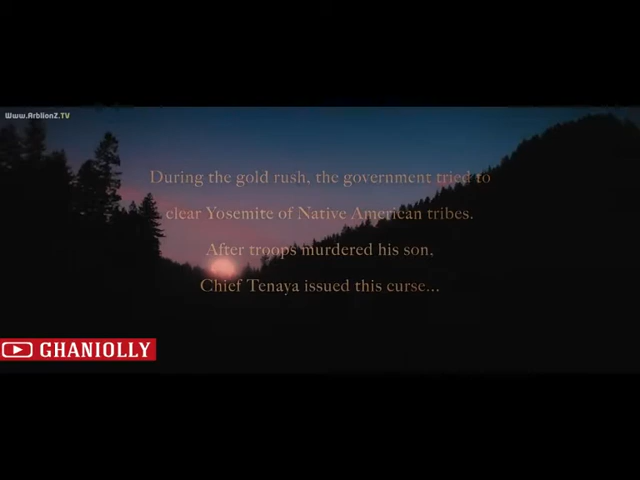 Www.ArblionZ.TV
During the gold rush, the government tried to
clear Yosemite of Native American tribes.
After troops murdered his son,
Chief Tenaya issued this curse...
GHANIOLLY